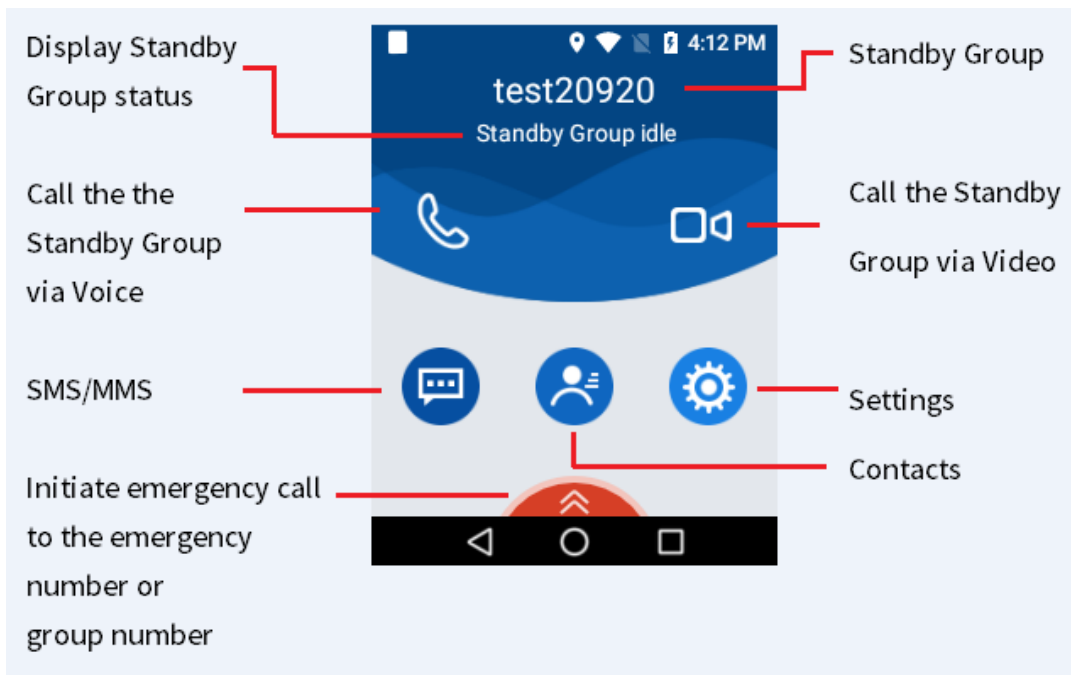 Display Standby
Group status
Call the the
Standby Group
via Voice
SMS/MMS
Initiate emergency call
to the emergency
number or
group number
4:12 PM
test20920
Standby Group idle
Standby Group
Call the Standby
Group via Video
Settings
Contacts